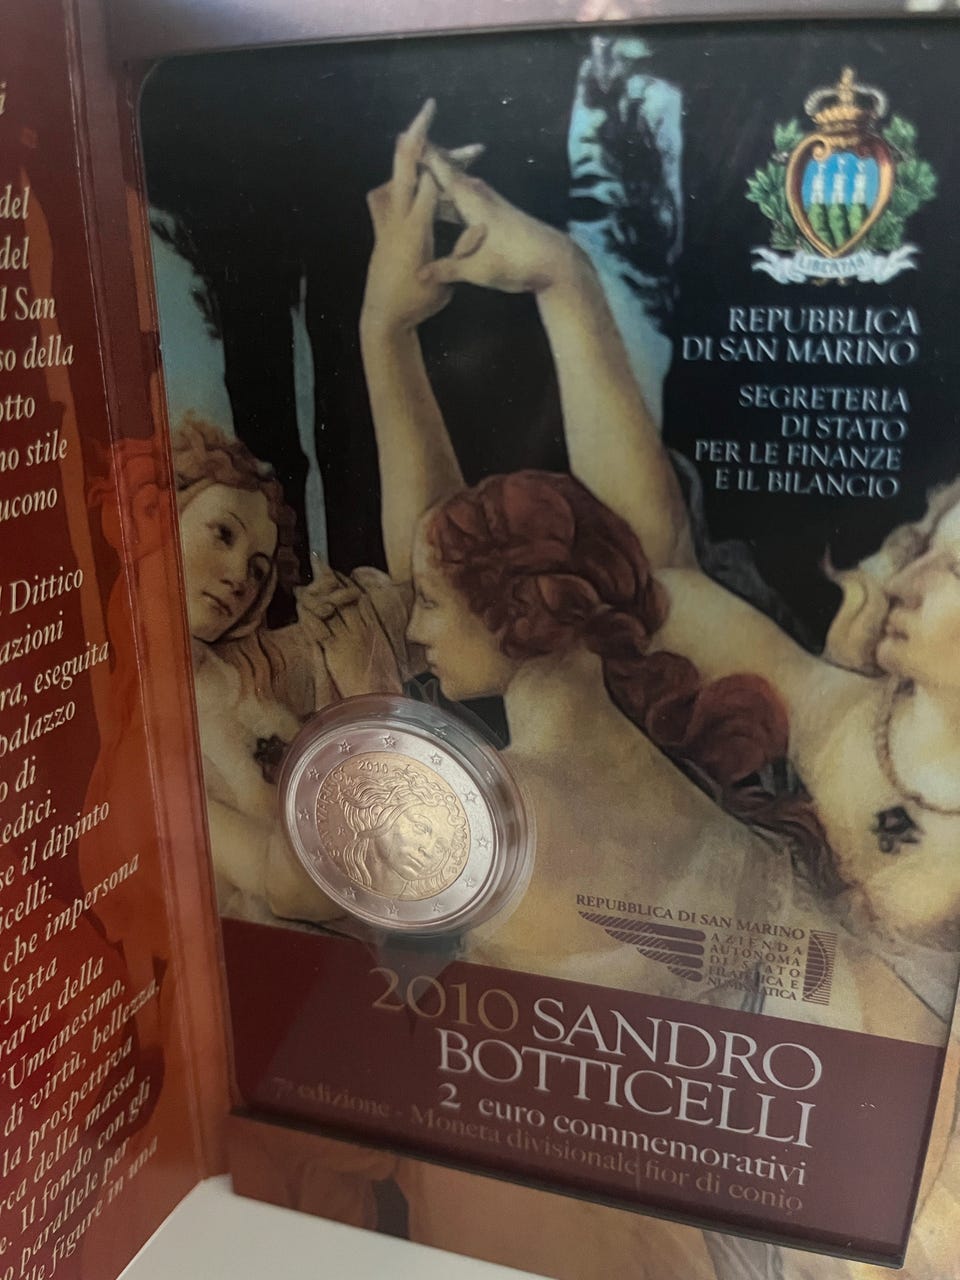 del
del
l San
so della
otto
no stile
ucono
Dittico
azioni
ra, eseguita
palazzo
o di
edici.
se il dipinto
icelli:
che impersona
rfetta
raria della
l'Umanesimo,
di virtù, bellezza,
la prospettiva
rca della massa
e. Il fondo con gli
o parallele per
lle figure in una
LIBERTAS
REPUBBLICA
DI SAN MARINO
SEGRETERIA
DI STATO
PER LE FINANZE
E IL BILANCIO
2010
SAN MARINO
REPUBBLICA DI SAN MARINO
AZIENDA
AUTONOMA
DI STATO
FILATELICA E
NUMISMATICA
2010 SANDRO
BOTTICELLI
2 euro commemorativi
7ª edizione - Moneta divisionale fior di conio